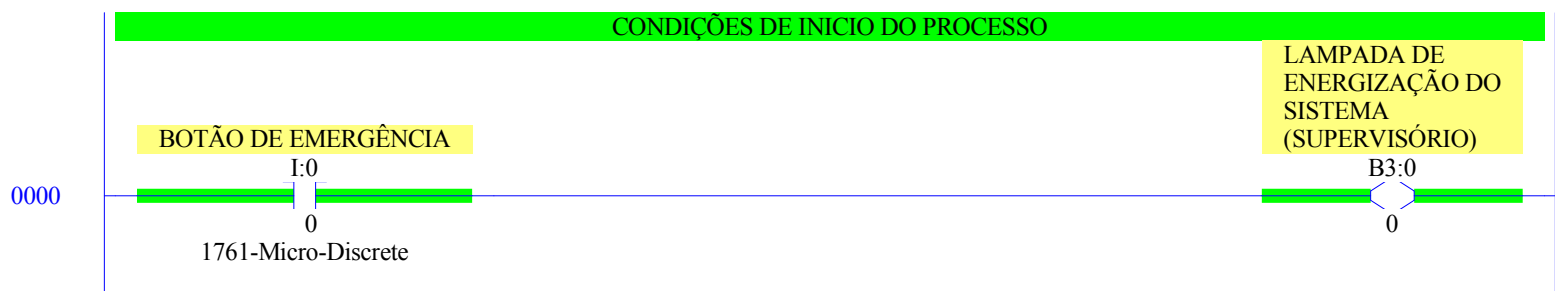 CONDIÇÕES DE INICIO DO PROCESSO
LAMPADA DE
ENERGIZAÇÃO DO
SISTEMA
(SUPERVISÓRIO)
BOTÃO DE EMERGÊNCIA
I:0
B3:0
0000
0
0
1761-Micro-Discrete